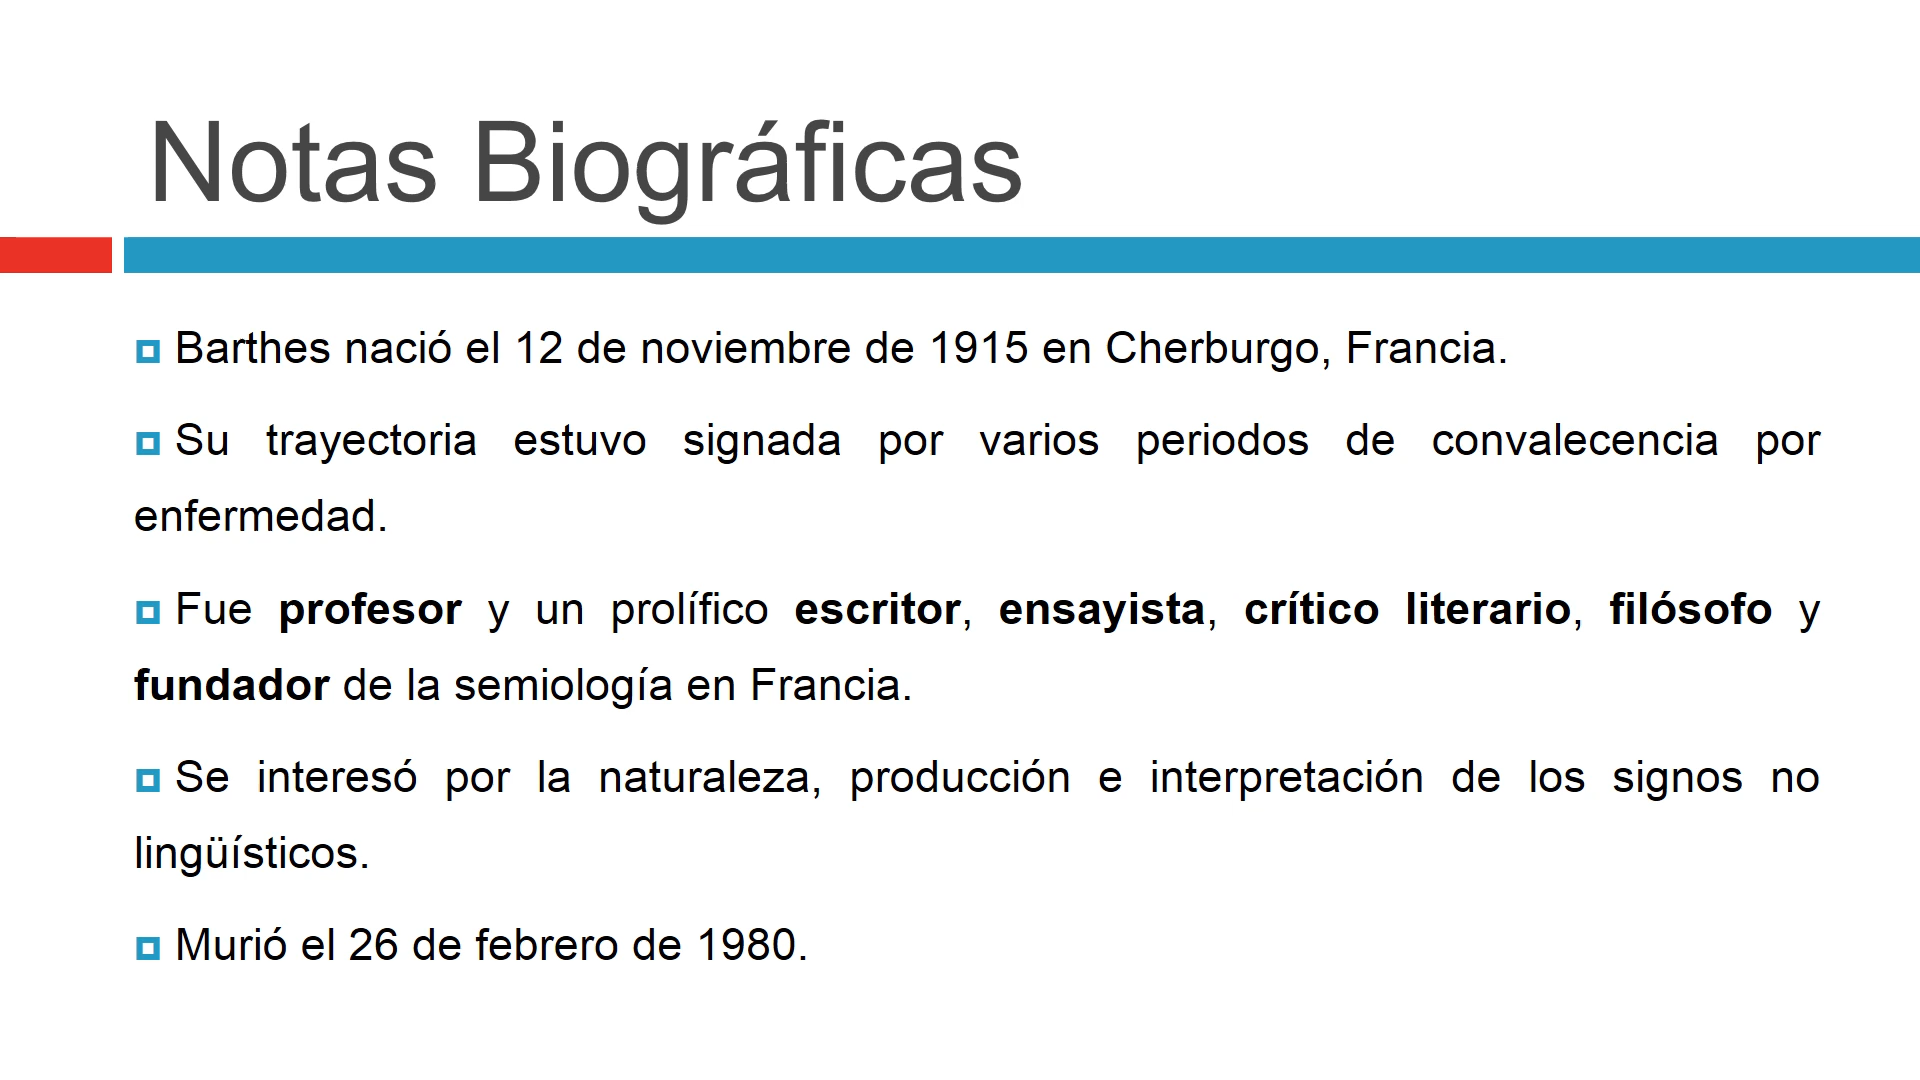 Notas Biográficas
Barthes nació el 12 de noviembre de 1915 en Cherburgo, Francia.
Su trayectoria estuvo signada por varios periodos de convalecencia por
enfermedad.
Fue profesor y un prolífico escritor, ensayista, crítico literario, filósofo y
fundador de la semiología en Francia.
Se interesó por la naturaleza, producción e interpretación de los signos no
lingüísticos.
Murió el 26 de febrero de 1980.